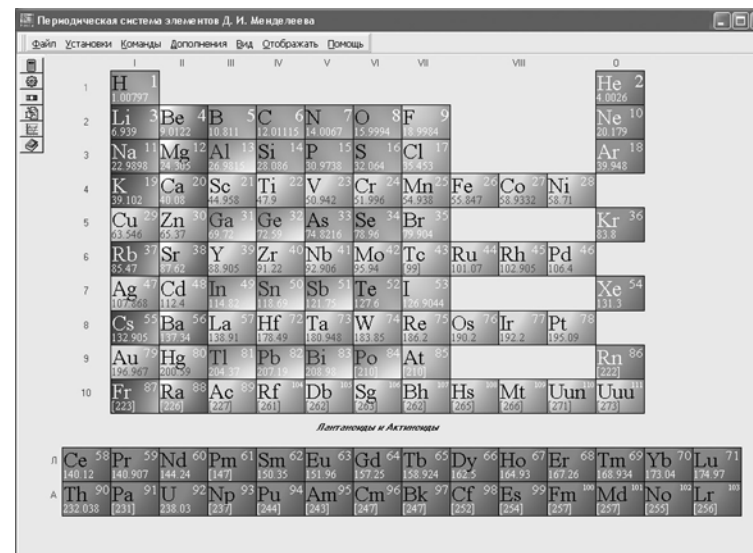 Периодическая система элементов Д. И. Менделеева
Файл Установки Команды Дополнения Вид Отображать Помощь
I II III IV V VI VII VIII 0
1 H 1 1.00797 He 2 4.0026
2 Li 3 6.939 Be 4 9.0122 B 5 10.811 C 6 12.01115 N 7 14.0067 O 8 15.9994 F 9 18.9984 Ne 10 20.179
3 Na 11 22.9898 Mg 12 24.305 Al 13 26.9815 Si 14 28.086 P 15 30.9738 S 16 32.064 Cl 17 35.453 Ar 18 39.948
4 K 19 39.102 Ca 20 40.08 Sc 21 44.958 Ti 22 47.9 V 23 50.942 Cr 24 51.996 Mn 25 54.938 Fe 26 55.847 Co 27 58.9332 Ni 28 58.71
5 Cu 29 63.546 Zn 30 65.37 Ga 31 69.72 Ge 32 72.59 As 33 74.9216 Se 34 78.96 Br 35 79.904 Kr 36 83.8
6 Rb 37 85.47 Sr 38 87.62 Y 39 88.905 Zr 40 91.22 Nb 41 92.906 Mo 42 95.94 Tc 43 [99] Ru 44 101.07 Rh 45 102.905 Pd 46 106.4
7 Ag 47 107.868 Cd 48 112.4 In 49 114.82 Sn 50 118.69 Sb 51 121.75 Te 52 127.6 I 53 126.9044 Xe 54 131.3
8 Cs 55 132.905 Ba 56 137.34 La 57 138.91 Hf 72 178.49 Ta 73 180.948 W 74 183.85 Re 75 186.2 Os 76 190.2 Ir 77 192.2 Pt 78 195.09
9 Au 79 196.967 Hg 80 200.59 Tl 81 204.37 Pb 82 207.19 Bi 83 208.98 Po 84 [210] At 85 [210] Rn 86 [222]
10 Fr 87 [223] Ra 88 [226] Ac 89 [227] Rf 104 [261] Db 105 [262] Sg 106 [263] Bh 107 [262] Hs 108 [265] Mt 109 [266] Uun 110 [271] Uuu 111 [273]
Лантаноиды и Актиноиды
Л Ce 58 140.12 Pr 59 140.907 Nd 60 144.24 Pm 61 [147] Sm 62 150.35 Eu 63 151.96 Gd 64 157.25 Tb 65 158.924 Dy 66 162.5 Ho 67 164.93 Er 68 167.26 Tm 69 168.934 Yb 70 173.04 Lu 71 174.97
А Th 90 232.038 Pa 91 [231] U 92 238.03 Np 93 [237] Pu 94 [244] Am 95 [243] Cm 96 [247] Bk 97 [247] Cf 98 [252] Es 99 [254] Fm 100 [257] Md 101 [257] No 102 [255] Lr 103 [256]